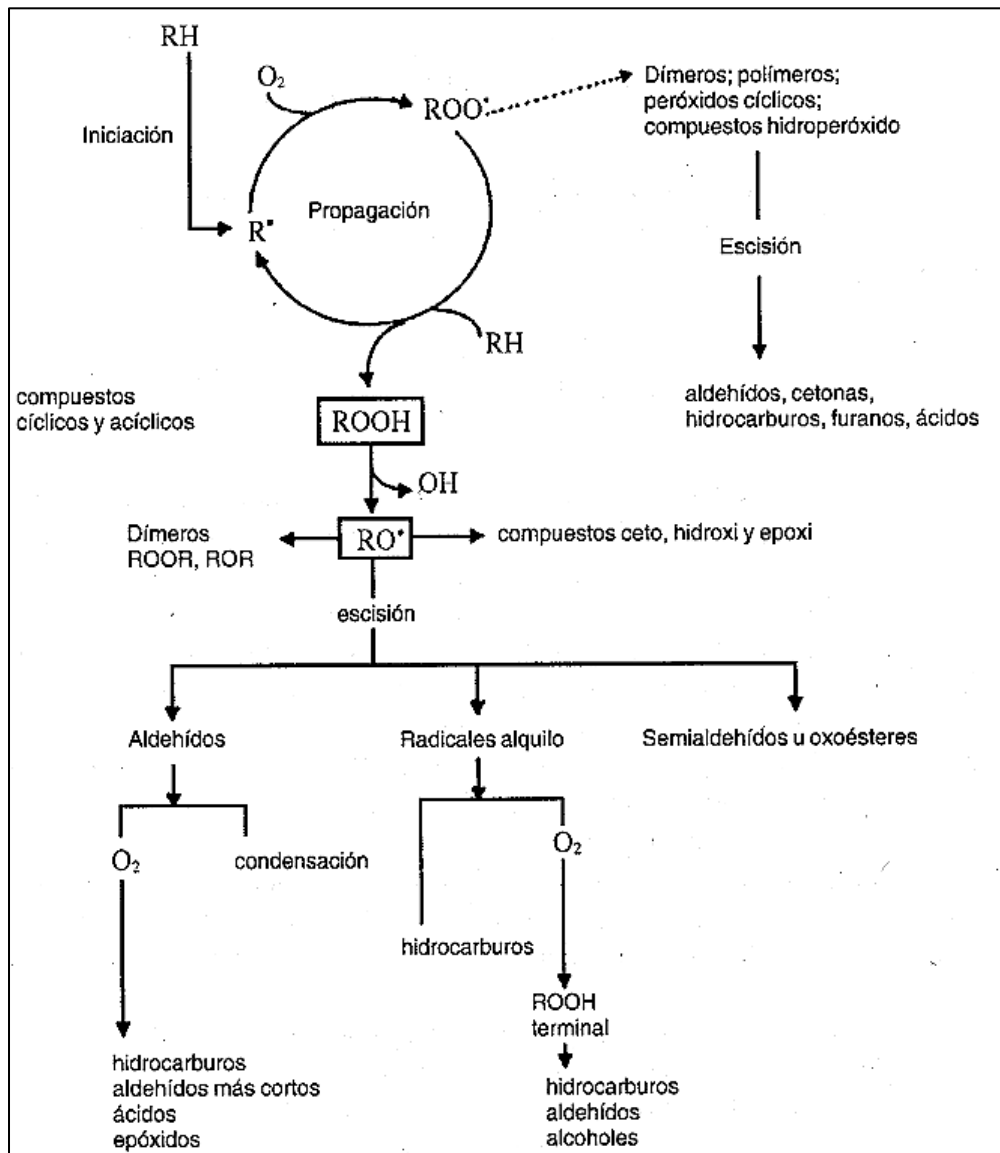 RH
O₂
ROO•
Dímeros; polímeros;
peróxidos cíclicos;
compuestos hidroperóxido
Iniciación
Propagación
R•
Escisión
RH
compuestos
cíclicos y acíclicos
ROOH
aldehídos, cetonas,
hidrocarburos, furanos, ácidos
OH
Dímeros
ROOR, ROR
RO•
compuestos ceto, hidroxi y epoxi
escisión
Aldehídos
Radicales alquilo
Semialdehídos u oxoésteres
O₂
condensación
O₂
hidrocarburos
ROOH
terminal
hidrocarburos
aldehídos más cortos
ácidos
epóxidos
hidrocarburos
aldehídos
alcoholes